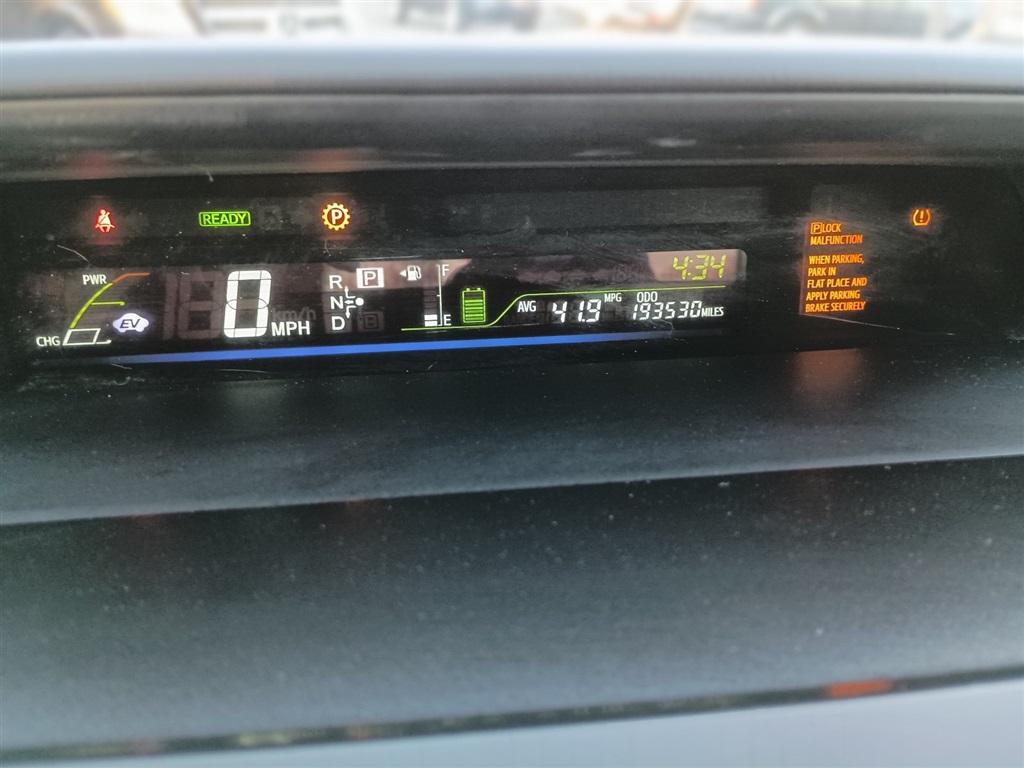 READY
P
P LOCK
MALFUNCTION
WHEN PARKING,
PARK IN
FLAT PLACE AND
APPLY PARKING
BRAKE SECURELY
PWR
EV
CHG
0 MPH
R
N
D
P
F
E
4:34
AVG 41.9 MPG
ODO
193530 MILES